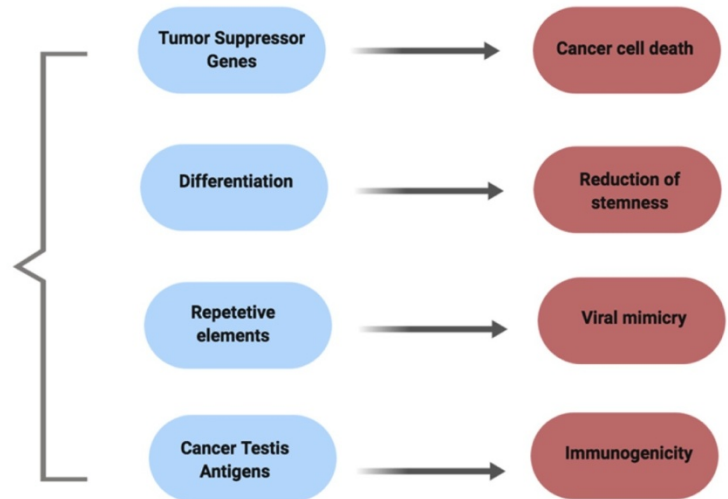 Tumor Suppressor
Genes
Cancer cell death
Differentiation
Reduction of
stemness
Repetetive
elements
Viral mimicry
Cancer Testis
Antigens
Immunogenicity